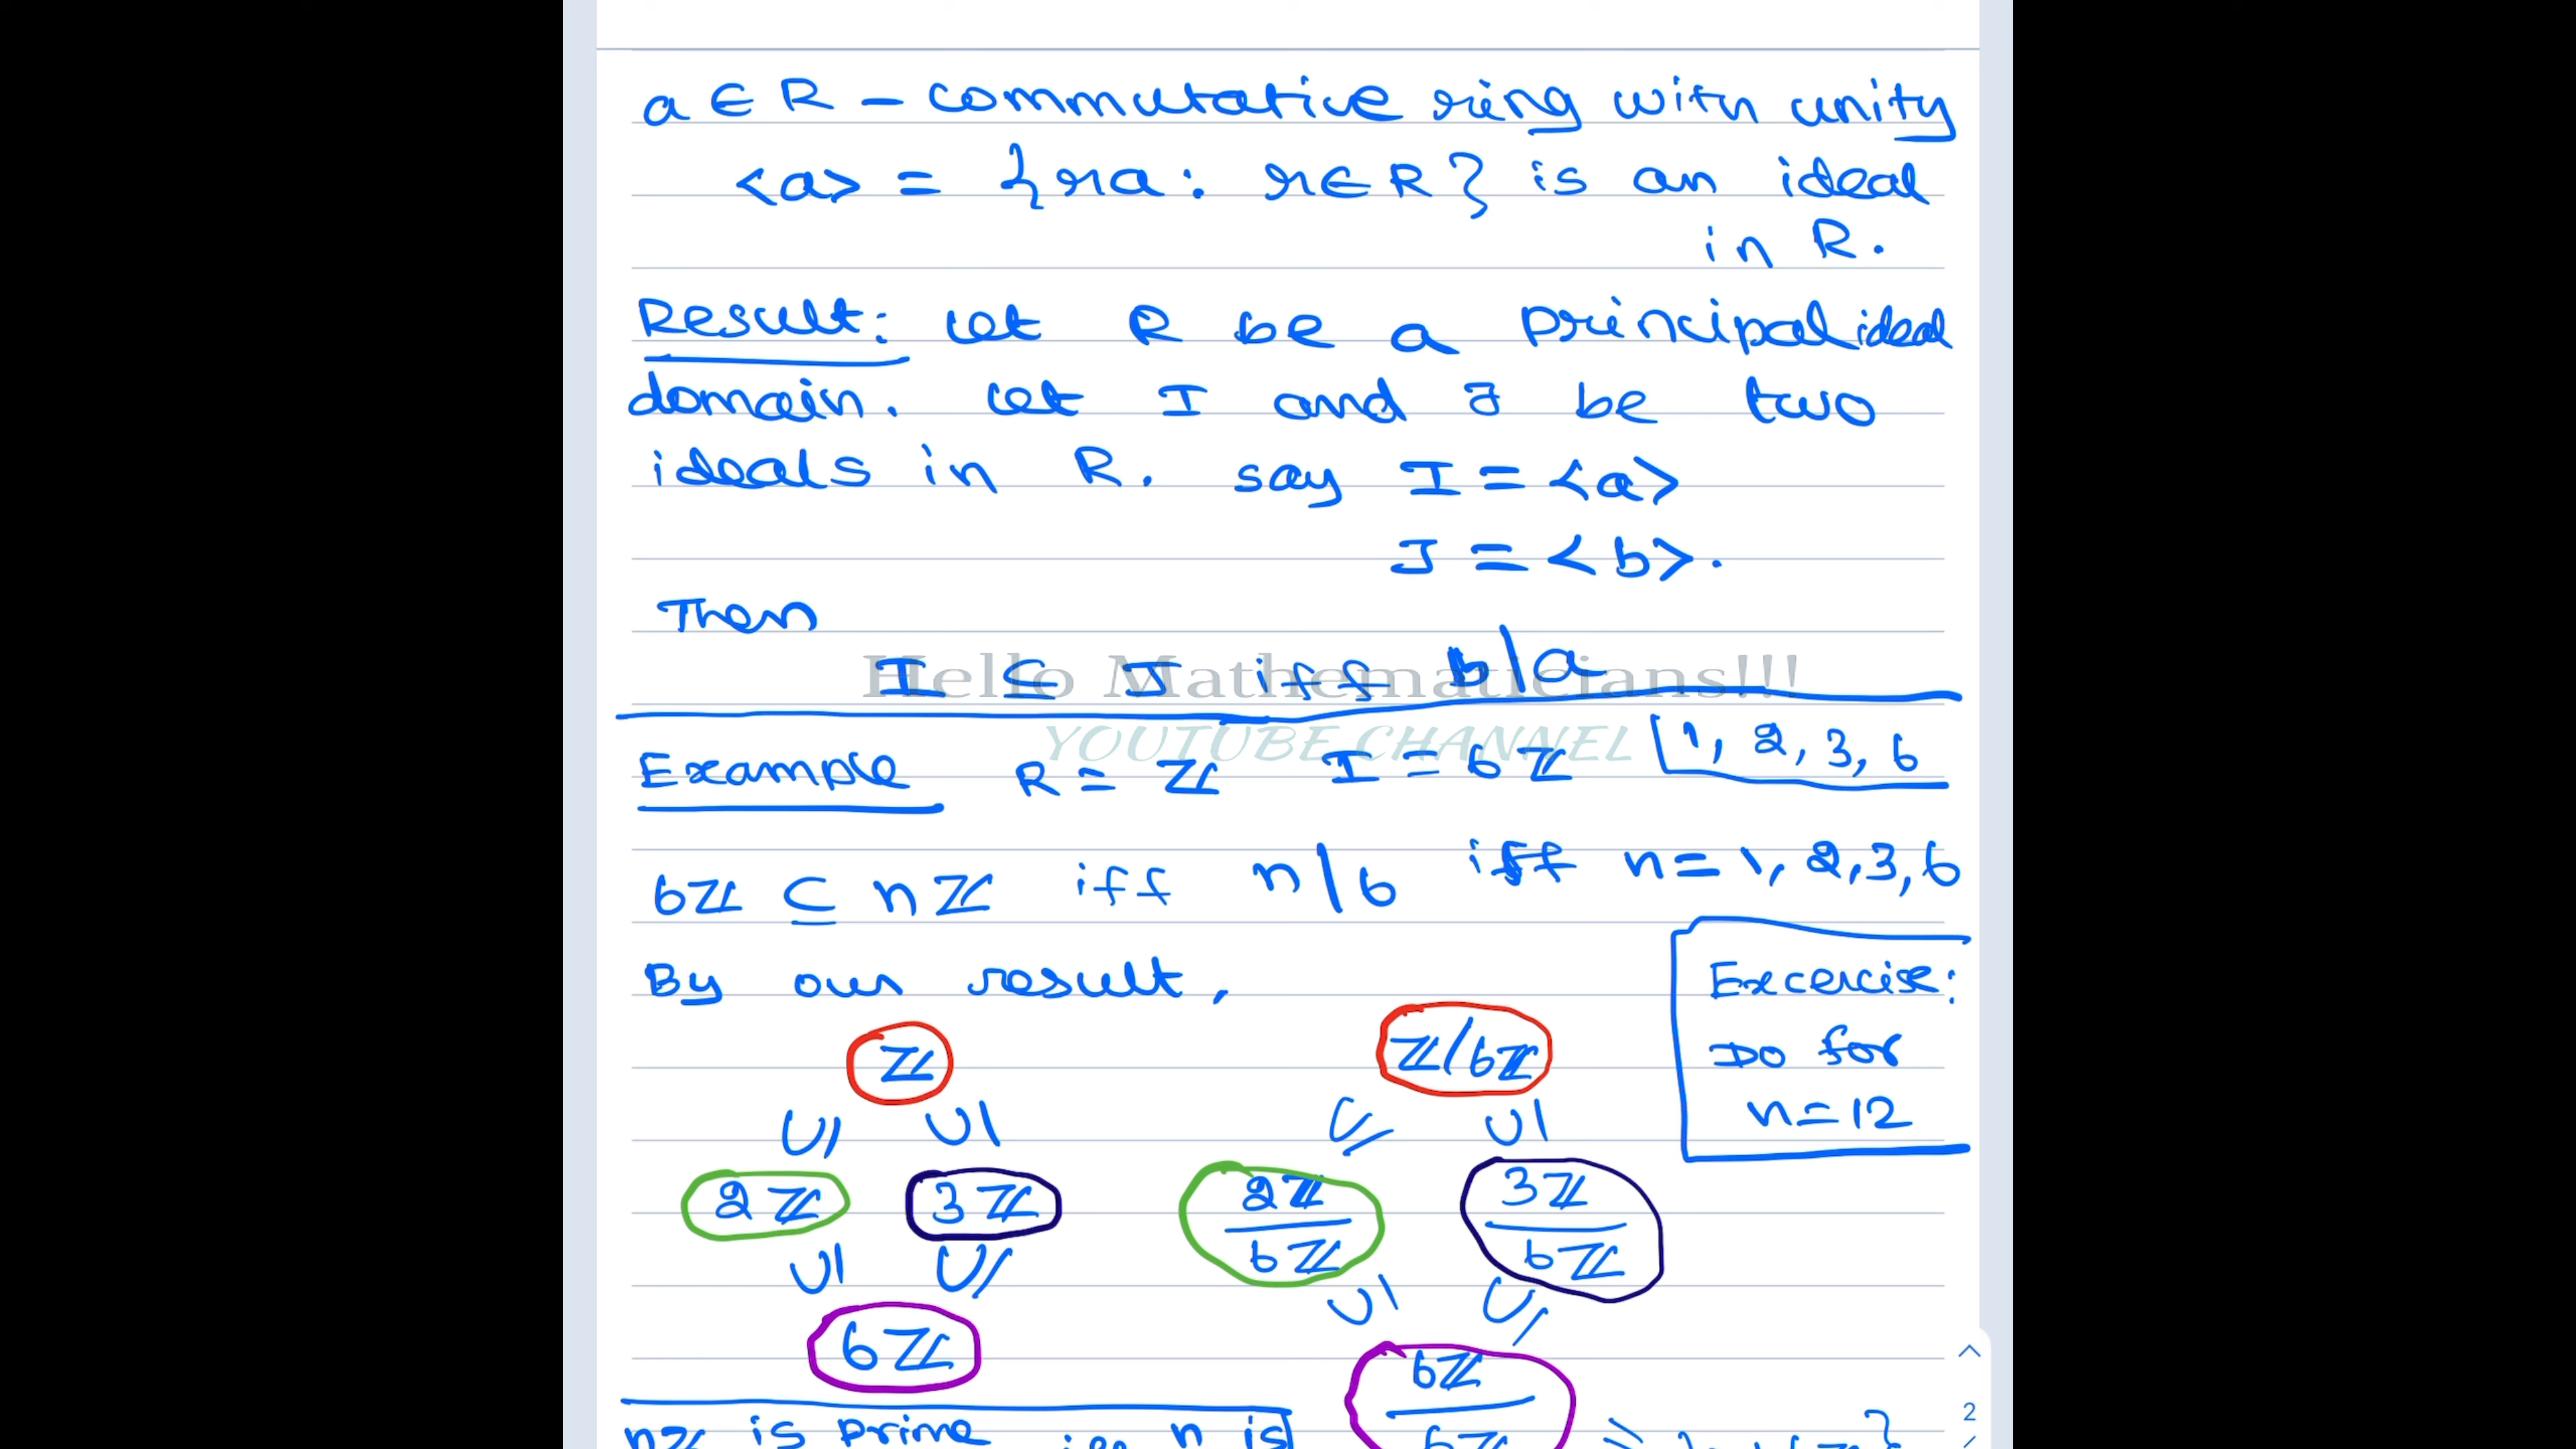 a ∈ R – commutative ring with unity
<a> = {ra : r ∈ R} is an ideal
in R.
Result: Let R be a principal ideal
domain. Let I and J be two
ideals in R. say I = <a>
J = <b>.
Then
I ⊆ J iff b|a
Hello Mathematicians!!!
YOUTUBE CHANNEL
Example R = ℤ I = 6ℤ 1, 2, 3, 6
6ℤ ⊆ nℤ iff n|6 iff n = 1, 2, 3, 6
By our result,
Excercise:
Do for
n = 12
ℤ ℤ/6ℤ
U| U| U| U|
2ℤ 3ℤ 2ℤ/6ℤ 3ℤ/6ℤ
U| U| U| U|
6ℤ 6ℤ/6ℤ
nℤ is prime iff n is
2